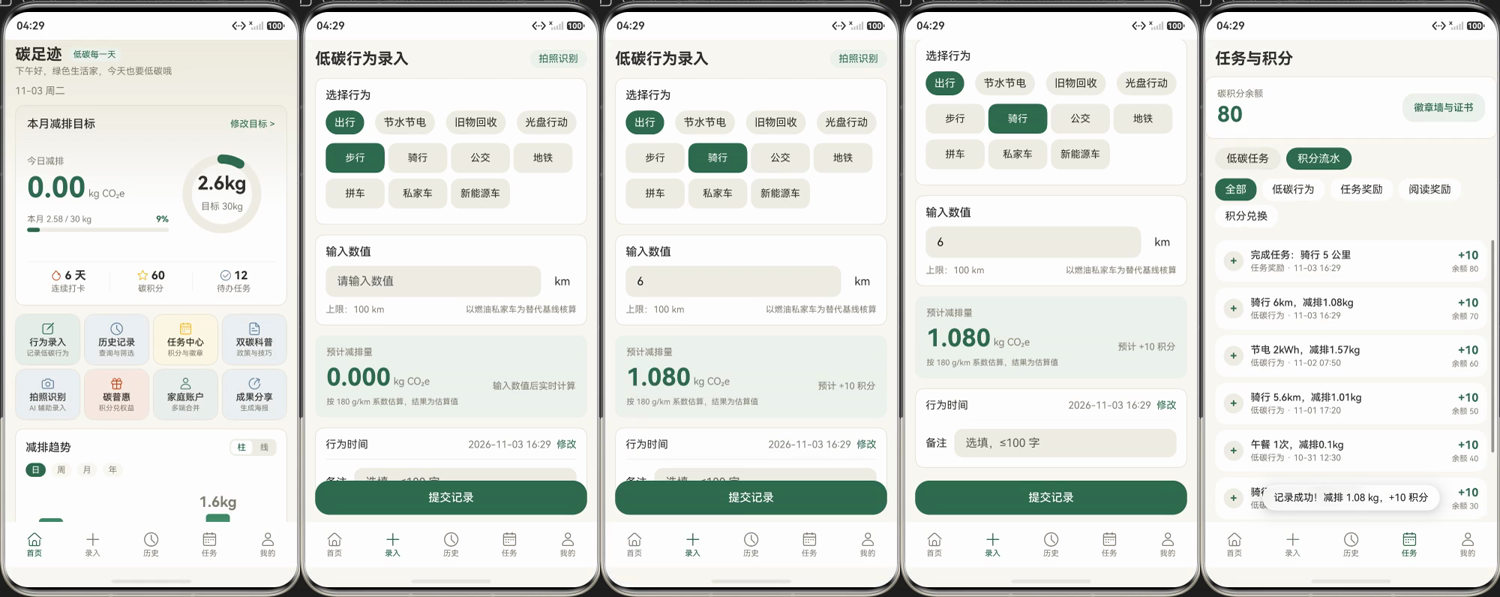 04:29
100
碳足迹 低碳每一天
下午好，绿色生活家，今天也要低碳哦
11-03 周二
本月减排目标 修改目标 >
今日减排
0.00 kg CO₂e
2.6kg
目标 30kg
本月 2.58 / 30 kg 9%
6 天 60 12
连续打卡 碳积分 待办任务
行为录入 历史记录 任务中心 双碳科普
记录低碳行为 查询与筛选 积分与徽章 政策与技巧
拍照识别 碳普惠 家庭账户 成果分享
AI 辅助录入 积分兑权益 多端合并 生成海报
减排趋势 柱 线
日 周 月 年
1.6kg
首页 录入 历史 任务 我的
04:29
100
低碳行为录入 拍照识别
选择行为
出行 节水节电 旧物回收 光盘行动
步行 骑行 公交 地铁
拼车 私家车 新能源车
输入数值
请输入数值 km
上限：100 km 以燃油私家车为替代基线核算
预计减排量
0.000 kg CO₂e 输入数值后实时计算
按 180 g/km 系数估算，结果为估算值
行为时间 2026-11-03 16:29 修改
提交记录
首页 录入 历史 任务 我的
04:29
100
低碳行为录入 拍照识别
选择行为
出行 节水节电 旧物回收 光盘行动
步行 骑行 公交 地铁
拼车 私家车 新能源车
输入数值
6 km
上限：100 km 以燃油私家车为替代基线核算
预计减排量
1.080 kg CO₂e 预计 +10 积分
按 180 g/km 系数估算，结果为估算值
行为时间 2026-11-03 16:29 修改
提交记录
首页 录入 历史 任务 我的
04:29
100
选择行为
出行 节水节电 旧物回收 光盘行动
步行 骑行 公交 地铁
拼车 私家车 新能源车
输入数值
6 km
上限：100 km 以燃油私家车为替代基线核算
预计减排量
1.080 kg CO₂e 预计 +10 积分
按 180 g/km 系数估算，结果为估算值
行为时间 2026-11-03 16:29 修改
备注 选填，≤100 字
提交记录
首页 录入 历史 任务 我的
04:29
100
任务与积分
碳积分余额
80 徽章墙与证书
低碳任务 积分流水
全部 低碳行为 任务奖励 阅读奖励
积分兑换
完成任务：骑行 5 公里 +10
任务奖励 · 11-03 16:29 余额 80
骑行 6km，减排1.08kg +10
低碳行为 · 11-03 16:29 余额 70
节电 2kWh，减排1.57kg +10
低碳行为 · 11-02 07:50 余额 60
骑行 5.6km，减排1.01kg +10
低碳行为 · 11-01 17:20 余额 50
午餐 1次，减排0.1kg +10
低碳行为 · 10-31 12:30 余额 40
+10
余额 30
记录成功！减排 1.08 kg，+10 积分
首页 录入 历史 任务 我的